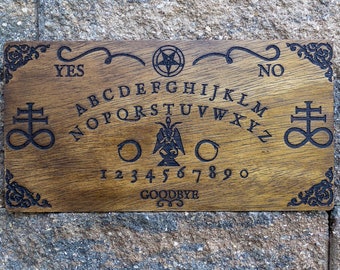 YES NO
ABCDEFGHIJKLM
NOPQRSTUVWXYZ
1234567890
GOODBYE